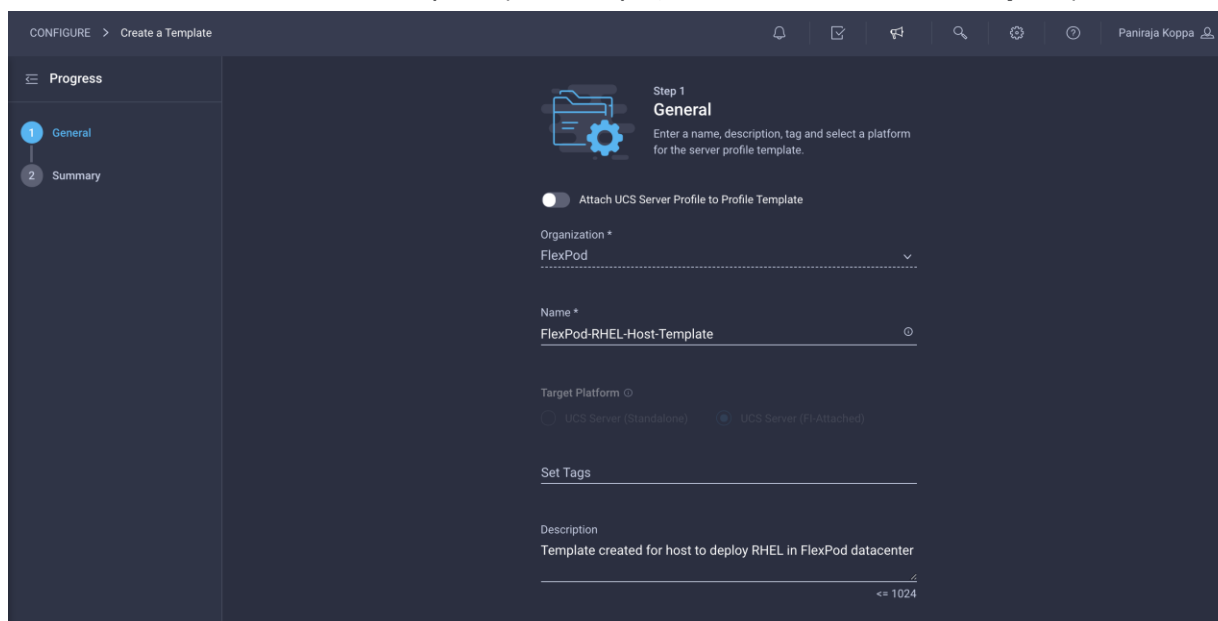 CONFIGURE > Create a Template
Paniraja Koppa
Progress
1 General
2 Summary
Step 1
General
Enter a name, description, tag and select a platform
for the server profile template.
Attach UCS Server Profile to Profile Template
Organization *
FlexPod
Name *
FlexPod-RHEL-Host-Template
Target Platform
UCS Server (Standalone) UCS Server (FI-Attached)
Set Tags
Description
Template created for host to deploy RHEL in FlexPod datacenter
<= 1024